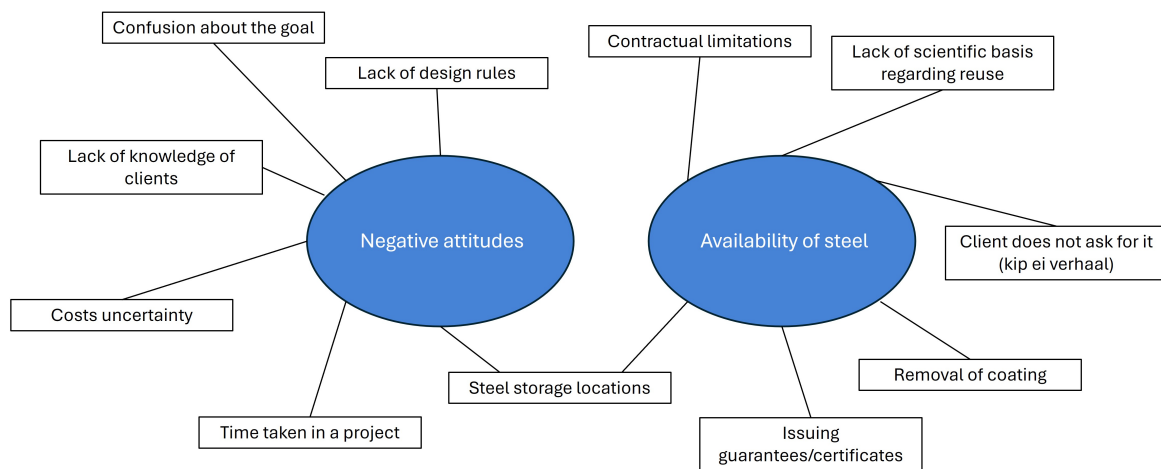 Confusion about the goal
Contractual limitations
Lack of scientific basis
regarding reuse
Lack of design rules
Lack of knowledge of
clients
Negative attitudes
Availability of steel
Client does not ask for it
(kip ei verhaal)
Costs uncertainty
Steel storage locations
Removal of coating
Time taken in a project
Issuing
guarantees/certificates